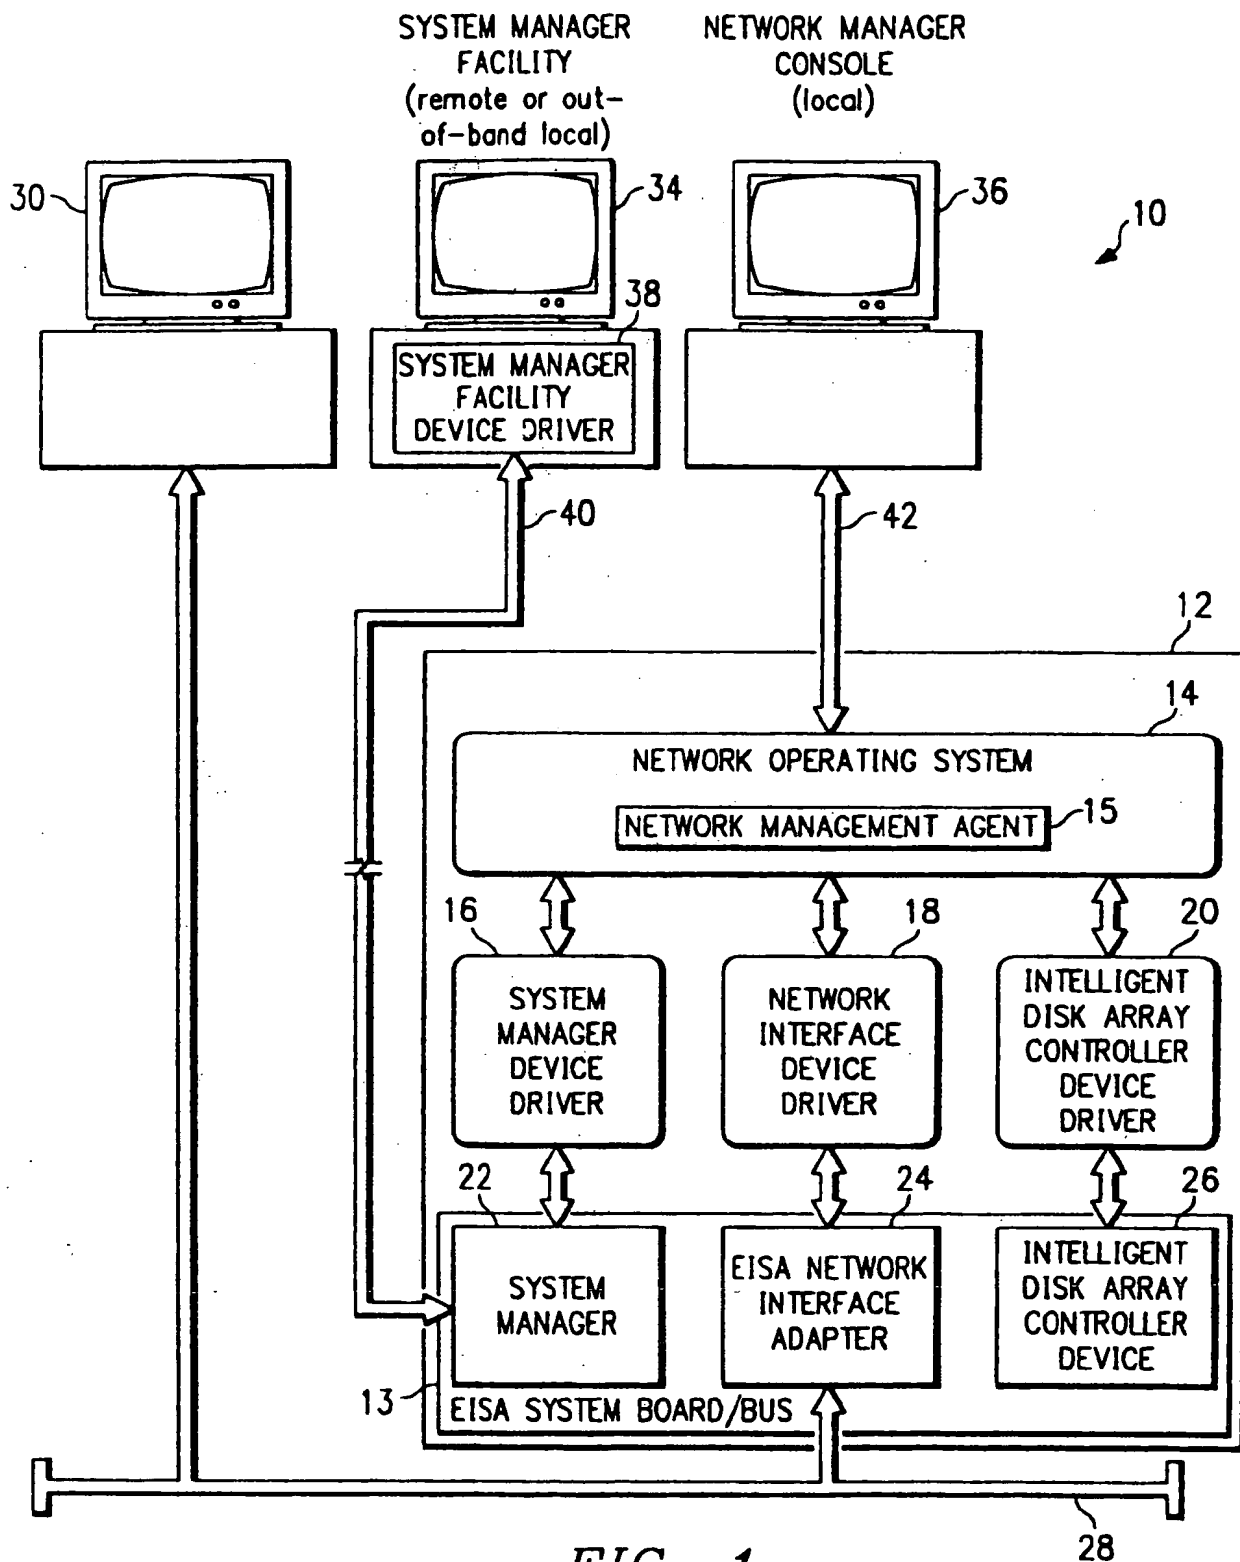 SYSTEM MANAGER
FACILITY
(remote or out-
of-band local)
NETWORK MANAGER
CONSOLE
(local)
30
34
36
10
38
SYSTEM MANAGER
FACILITY
DEVICE DRIVER
40
42
12
14
NETWORK OPERATING SYSTEM
NETWORK MANAGEMENT AGENT
15
16
18
20
SYSTEM
MANAGER
DEVICE
DRIVER
NETWORK
INTERFACE
DEVICE
DRIVER
INTELLIGENT
DISK ARRAY
CONTROLLER
DEVICE
DRIVER
22
24
26
SYSTEM
MANAGER
EISA NETWORK
INTERFACE
ADAPTER
INTELLIGENT
DISK ARRAY
CONTROLLER
DEVICE
13
EISA SYSTEM BOARD/BUS
28
FIG. 1